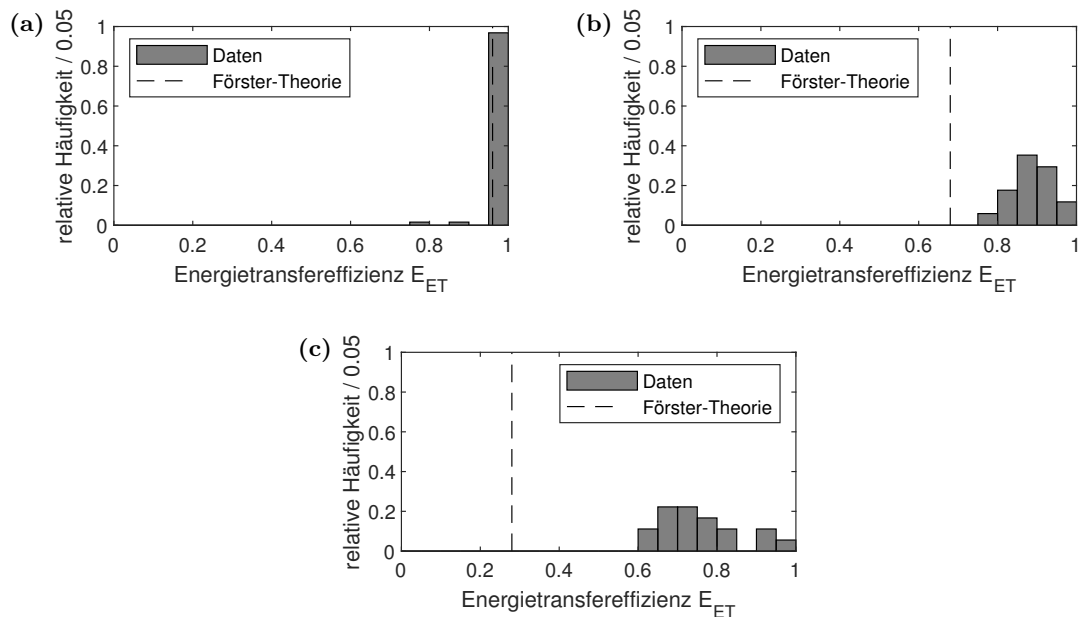 (a)
relative Häufigkeit / 0.05
1
0.8
0.6
0.4
0.2
0
Daten
Förster-Theorie
0 0.2 0.4 0.6 0.8 1
Energietransfereffizienz E_ET
(b)
relative Häufigkeit / 0.05
1
0.8
0.6
0.4
0.2
0
Daten
Förster-Theorie
0 0.2 0.4 0.6 0.8 1
Energietransfereffizienz E_ET
(c)
relative Häufigkeit / 0.05
1
0.8
0.6
0.4
0.2
0
Daten
Förster-Theorie
0 0.2 0.4 0.6 0.8 1
Energietransfereffizienz E_ET